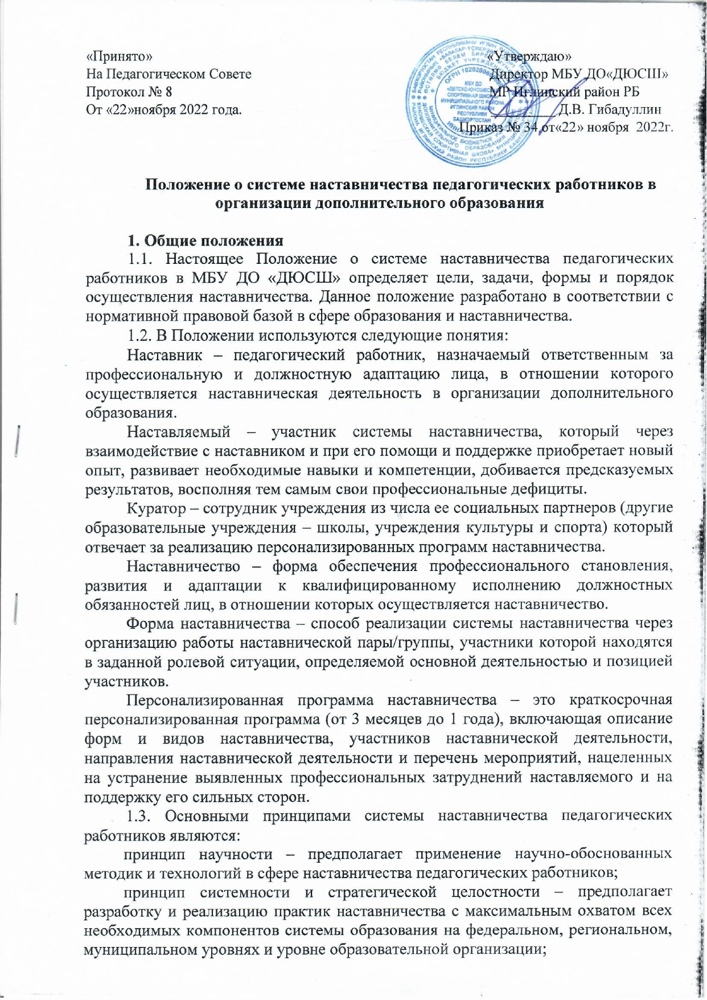 «Принято»
На Педагогическом Совете
Протокол № 8
От «22»ноября 2022 года.
«Утверждаю»
Директор МБУ ДО«ДЮСШ»
МР Иглинский район РБ
_________Д.В. Гибадуллин
Приказ № 34 от«22» ноября 2022г.
МБУ ДО
«ДЕТСКО-ЮНОШЕСКАЯ
СПОРТИВНАЯ ШКОЛА»
МУНИЦИПАЛЬНОГО РАЙОНА
ИГЛИНСКИЙ РАЙОН
РЕСПУБЛИКИ
БАШКОРТОСТАН
Положение о системе наставничества педагогических работников в
организации дополнительного образования
1. Общие положения
1.1. Настоящее Положение о системе наставничества педагогических
работников в МБУ ДО «ДЮСШ» определяет цели, задачи, формы и порядок
осуществления наставничества. Данное положение разработано в соответствии с
нормативной правовой базой в сфере образования и наставничества.
1.2. В Положении используются следующие понятия:
Наставник – педагогический работник, назначаемый ответственным за
профессиональную и должностную адаптацию лица, в отношении которого
осуществляется наставническая деятельность в организации дополнительного
образования.
Наставляемый – участник системы наставничества, который через
взаимодействие с наставником и при его помощи и поддержке приобретает новый
опыт, развивает необходимые навыки и компетенции, добивается предсказуемых
результатов, восполняя тем самым свои профессиональные дефициты.
Куратор – сотрудник учреждения из числа ее социальных партнеров (другие
образовательные учреждения – школы, учреждения культуры и спорта) который
отвечает за реализацию персонализированных программ наставничества.
Наставничество – форма обеспечения профессионального становления,
развития и адаптации к квалифицированному исполнению должностных
обязанностей лиц, в отношении которых осуществляется наставничество.
Форма наставничества – способ реализации системы наставничества через
организацию работы наставнической пары/группы, участники которой находятся
в заданной ролевой ситуации, определяемой основной деятельностью и позицией
участников.
Персонализированная программа наставничества – это краткосрочная
персонализированная программа (от 3 месяцев до 1 года), включающая описание
форм и видов наставничества, участников наставнической деятельности,
направления наставнической деятельности и перечень мероприятий, нацеленных
на устранение выявленных профессиональных затруднений наставляемого и на
поддержку его сильных сторон.
1.3. Основными принципами системы наставничества педагогических
работников являются:
принцип научности – предполагает применение научно-обоснованных
методик и технологий в сфере наставничества педагогических работников;
принцип системности и стратегической целостности – предполагает
разработку и реализацию практик наставничества с максимальным охватом всех
необходимых компонентов системы образования на федеральном, региональном,
муниципальном уровнях и уровне образовательной организации;